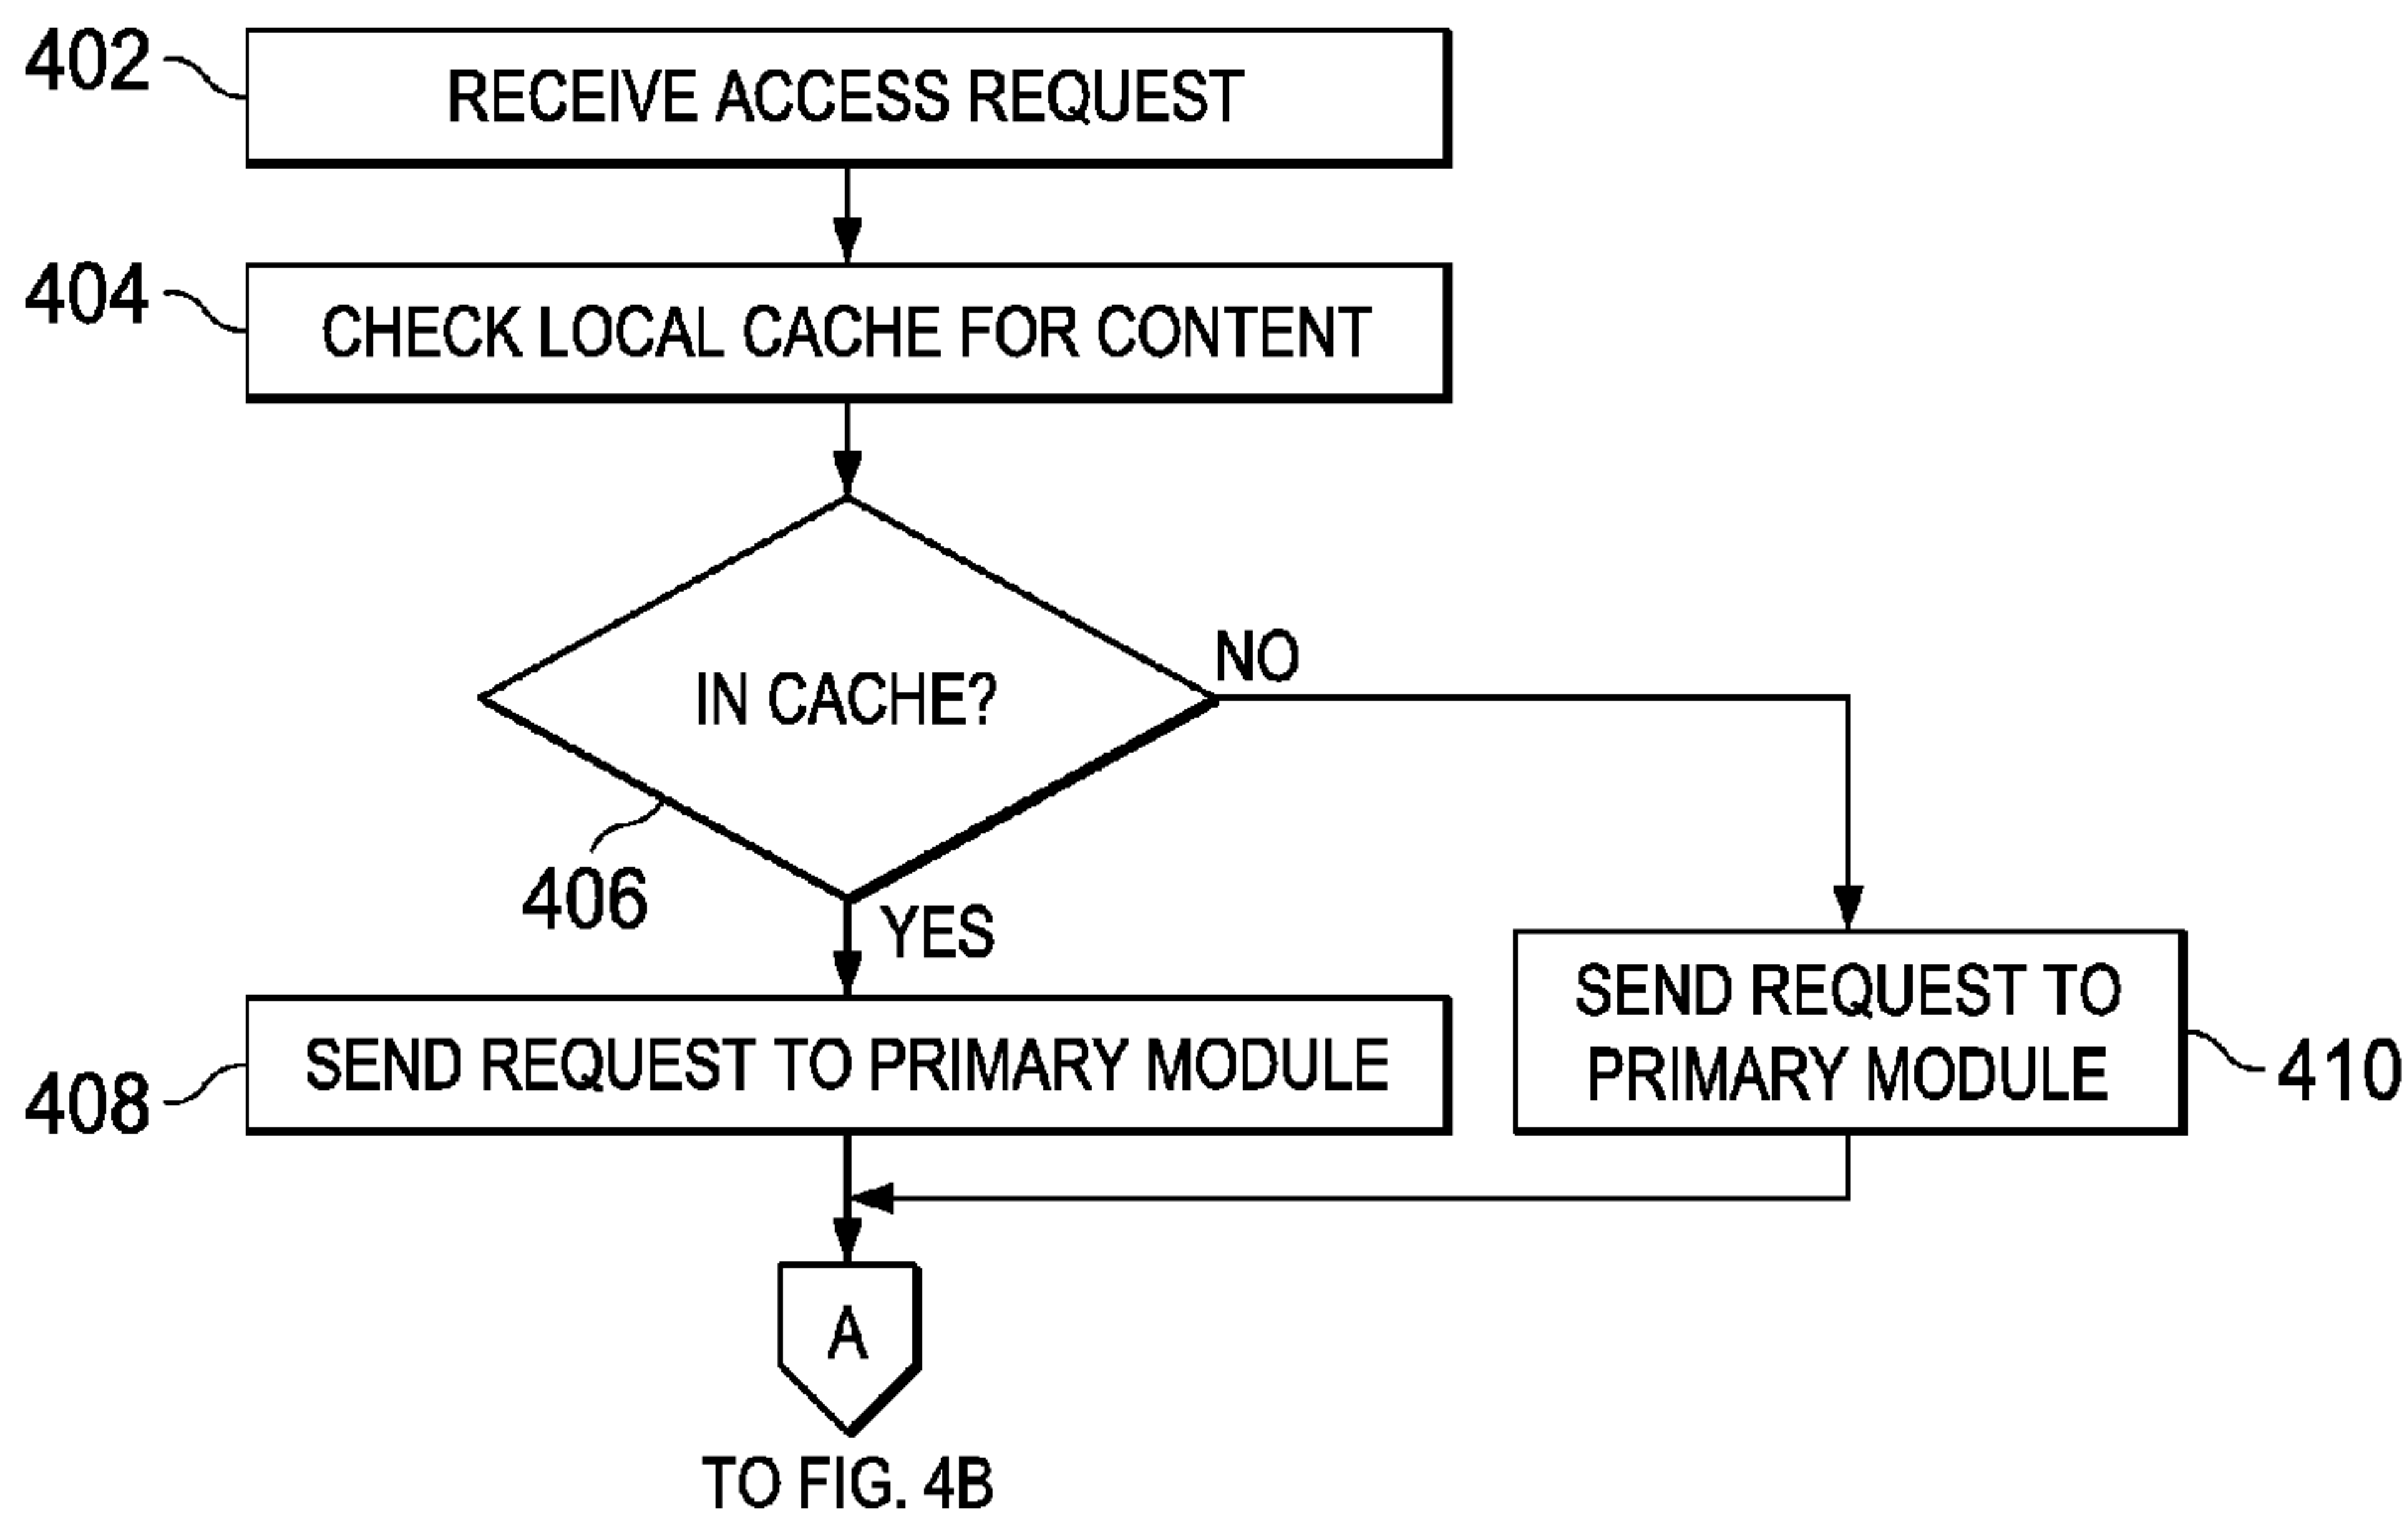 402
RECEIVE ACCESS REQUEST
404
CHECK LOCAL CACHE FOR CONTENT
IN CACHE?
NO
406
YES
408
SEND REQUEST TO PRIMARY MODULE
SEND REQUEST TO
PRIMARY MODULE
410
A
TO FIG. 4B